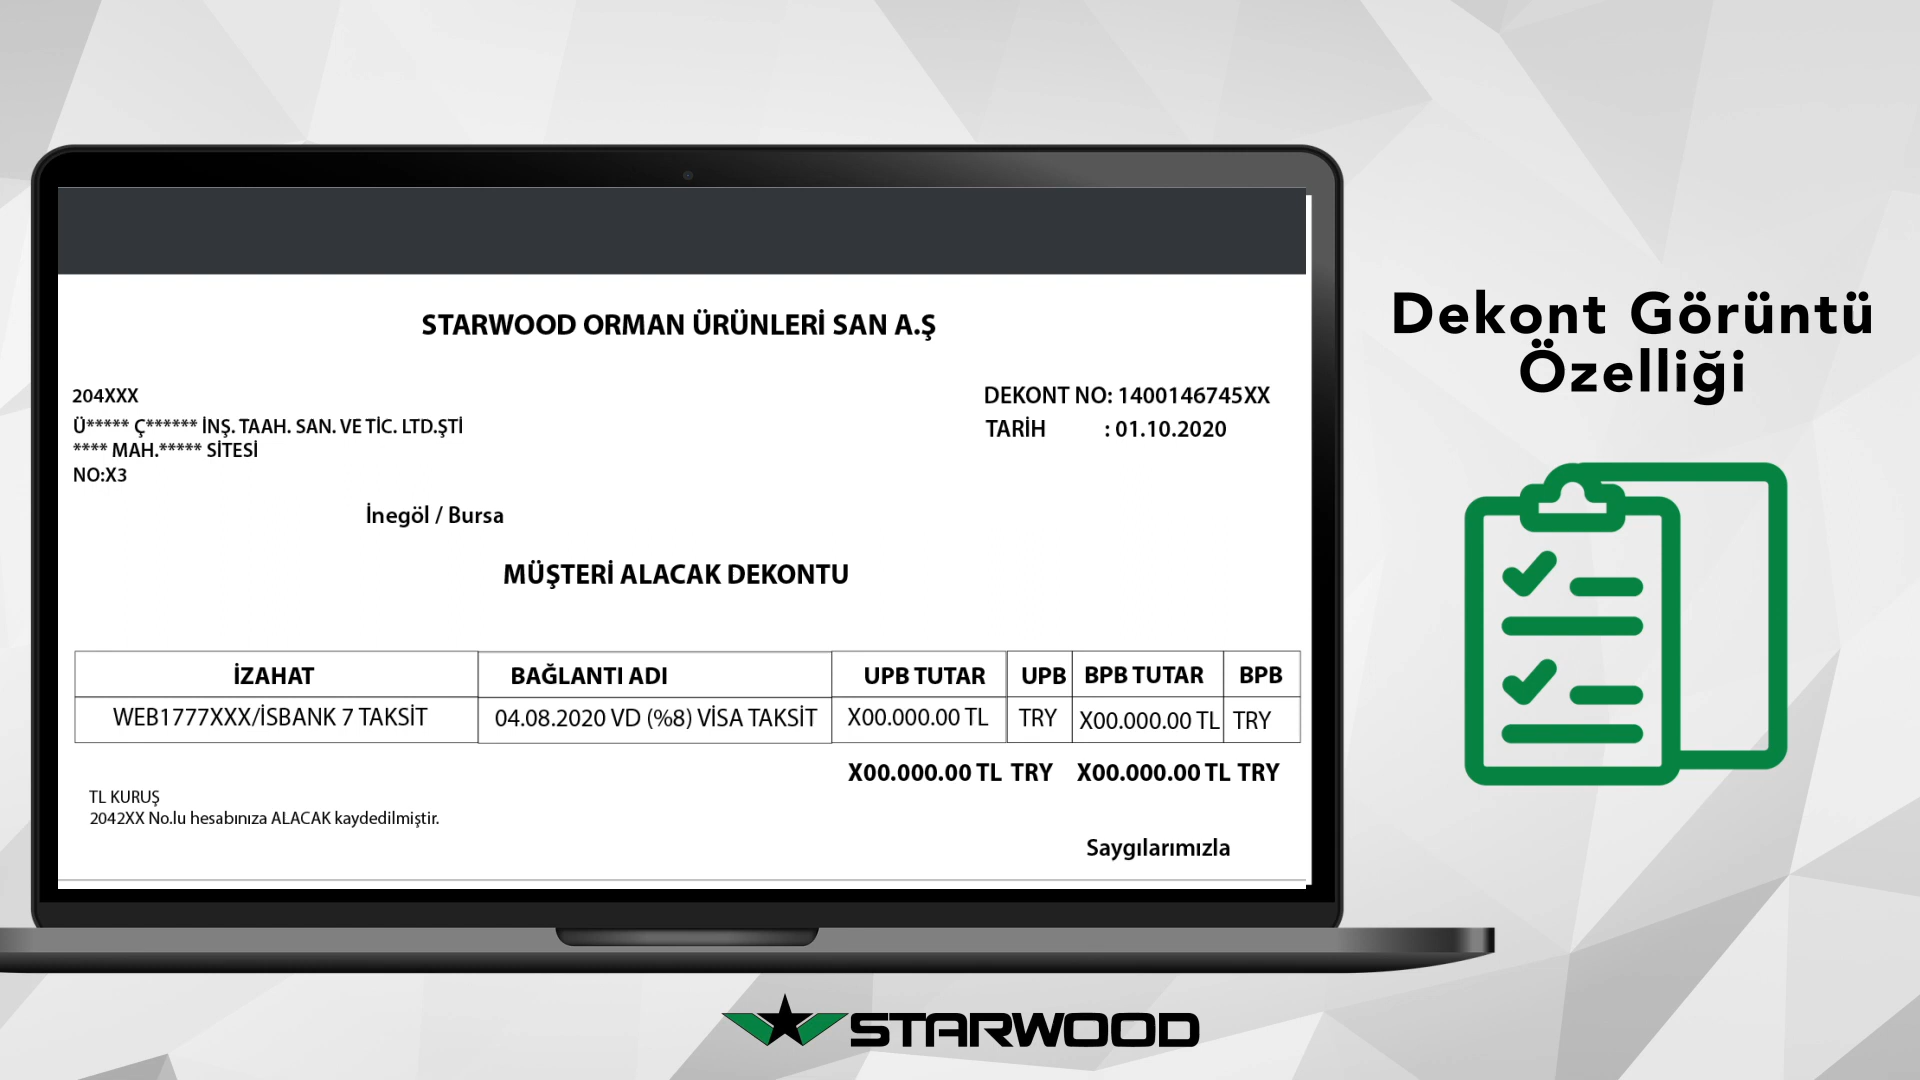 STARWOOD ORMAN ÜRÜNLERİ SAN A.Ş
204XXX
Ü***** Ç****** İNŞ. TAAH. SAN. VE TİC. LTD.ŞTİ
**** MAH.***** SİTESİ
NO:X3
DEKONT NO: 1400146745XX
TARİH : 01.10.2020
İnegöl / Bursa
MÜŞTERİ ALACAK DEKONTU
İZAHAT BAĞLANTI ADI UPB TUTAR UPB BPB TUTAR BPB
WEB1777XXX/İSBANK 7 TAKSİT 04.08.2020 VD (%8) VİSA TAKSİT X00.000.00 TL TRY X00.000.00 TL TRY
X00.000.00 TL TRY X00.000.00 TL TRY
TL KURUŞ
2042XX No.lu hesabınıza ALACAK kaydedilmiştir.
Saygılarımızla
Dekont Görüntü
Özelliği
STARWOOD